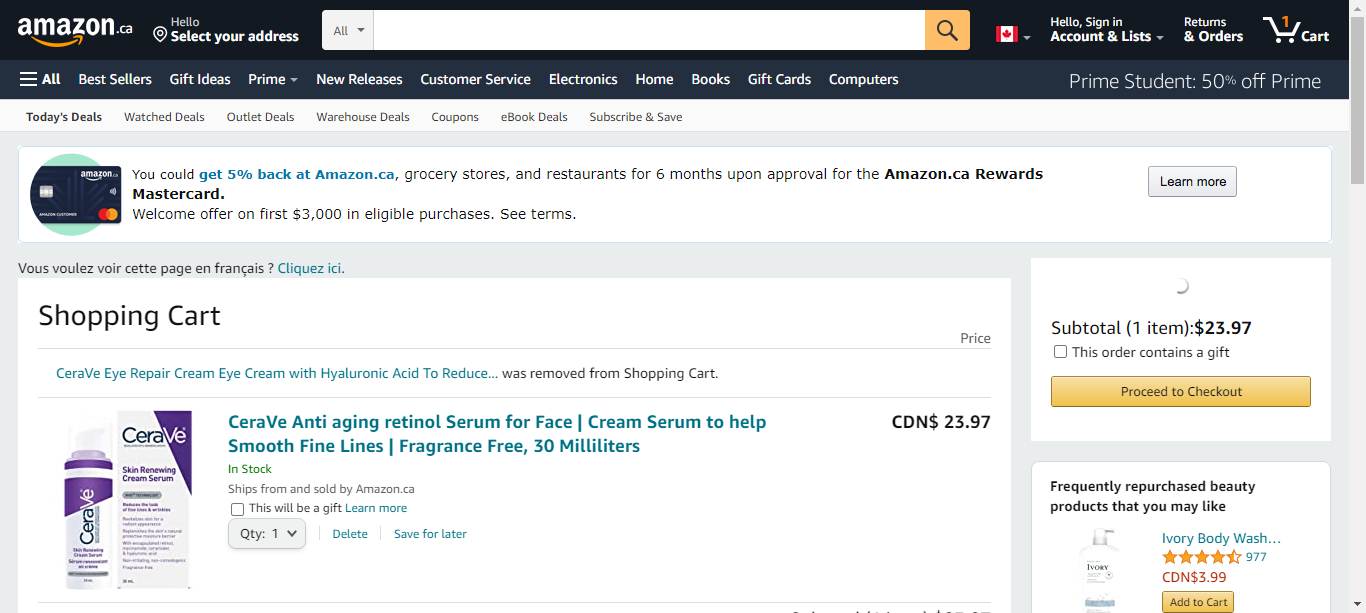 amazon.ca
Hello
Select your address
All
Hello, Sign in
Account & Lists
Returns
& Orders
1
Cart
All
Best Sellers
Gift Ideas
Prime
New Releases
Customer Service
Electronics
Home
Books
Gift Cards
Computers
Prime Student: 50% off Prime
Today's Deals
Watched Deals
Outlet Deals
Warehouse Deals
Coupons
eBook Deals
Subscribe & Save
amazon.ca
AMAZON CUSTOMER
You could get 5% back at Amazon.ca, grocery stores, and restaurants for 6 months upon approval for the Amazon.ca Rewards
Mastercard.
Welcome offer on first $3,000 in eligible purchases. See terms.
Learn more
Vous voulez voir cette page en français ? Cliquez ici.
Shopping Cart
Price
CeraVe Eye Repair Cream Eye Cream with Hyaluronic Acid To Reduce... was removed from Shopping Cart.
CeraVe
Skin Renewing
Cream Serum
CeraVe
Skin Renewing
Cream Serum
CeraVe Anti aging retinol Serum for Face | Cream Serum to help
Smooth Fine Lines | Fragrance Free, 30 Milliliters
In Stock
Ships from and sold by Amazon.ca
This will be a gift Learn more
Qty: 1
Delete
Save for later
CDN$ 23.97
Subtotal (1 item):$23.97
This order contains a gift
Proceed to Checkout
Frequently repurchased beauty
products that you may like
IVORY
Ivory Body Wash...
977
CDN$3.99
Add to Cart